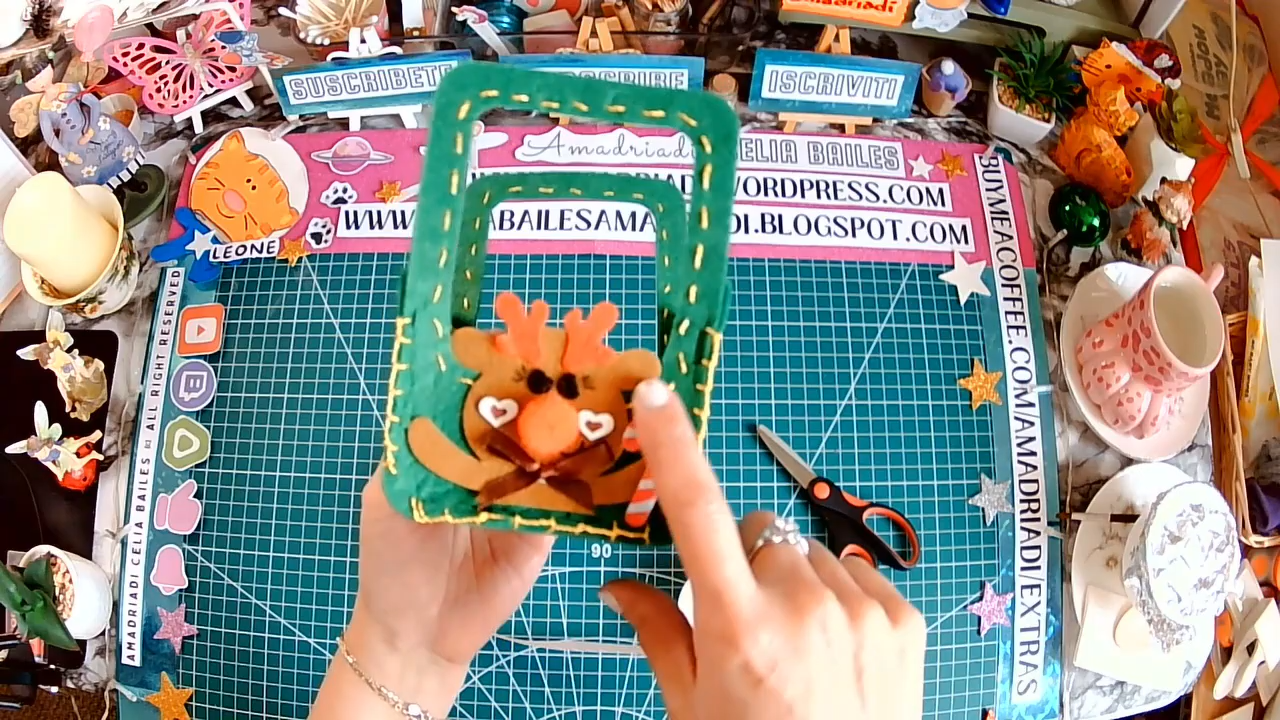 SUSCRIBETE
ISCRIVITI
Amadriadi CELIA BAILES
WORDPRESS.COM
WWW. BAILESAMA DI.BLOGSPOT.COM
LEONE
BUYMEACOFFEE.COM/AMADRIADI/EXTRAS
AMADRIADI CELIA BAILES ALL RIGHT RESERVED
90